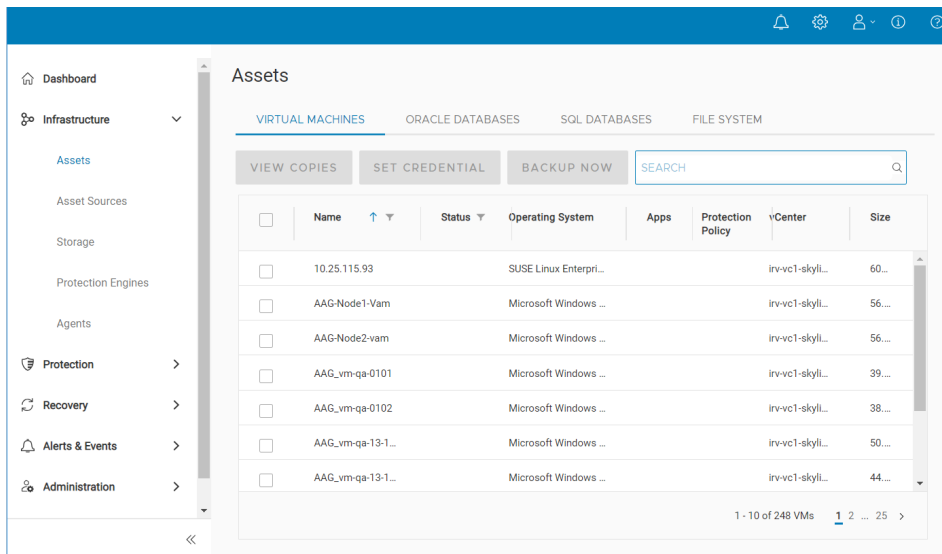 Dashboard
Infrastructure
Assets
Asset Sources
Storage
Protection Engines
Agents
Protection
Recovery
Alerts & Events
Administration
Assets
VIRTUAL MACHINES ORACLE DATABASES SQL DATABASES FILE SYSTEM
VIEW COPIES SET CREDENTIAL BACKUP NOW SEARCH
Name Status Operating System Apps Protection Policy vCenter Size
10.25.115.93 SUSE Linux Enterpri... irv-vc1-skyli... 60...
AAG-Node1-Vam Microsoft Windows ... irv-vc1-skyli... 56....
AAG-Node2-vam Microsoft Windows ... irv-vc1-skyli... 56....
AAG_vm-qa-0101 Microsoft Windows ... irv-vc1-skyli... 39....
AAG_vm-qa-0102 Microsoft Windows ... irv-vc1-skyli... 38....
AAG_vm-qa-13-1... Microsoft Windows ... irv-vc1-skyli... 50....
AAG_vm-qa-13-1... Microsoft Windows ... irv-vc1-skyli... 44....
1 - 10 of 248 VMs 1 2 ... 25